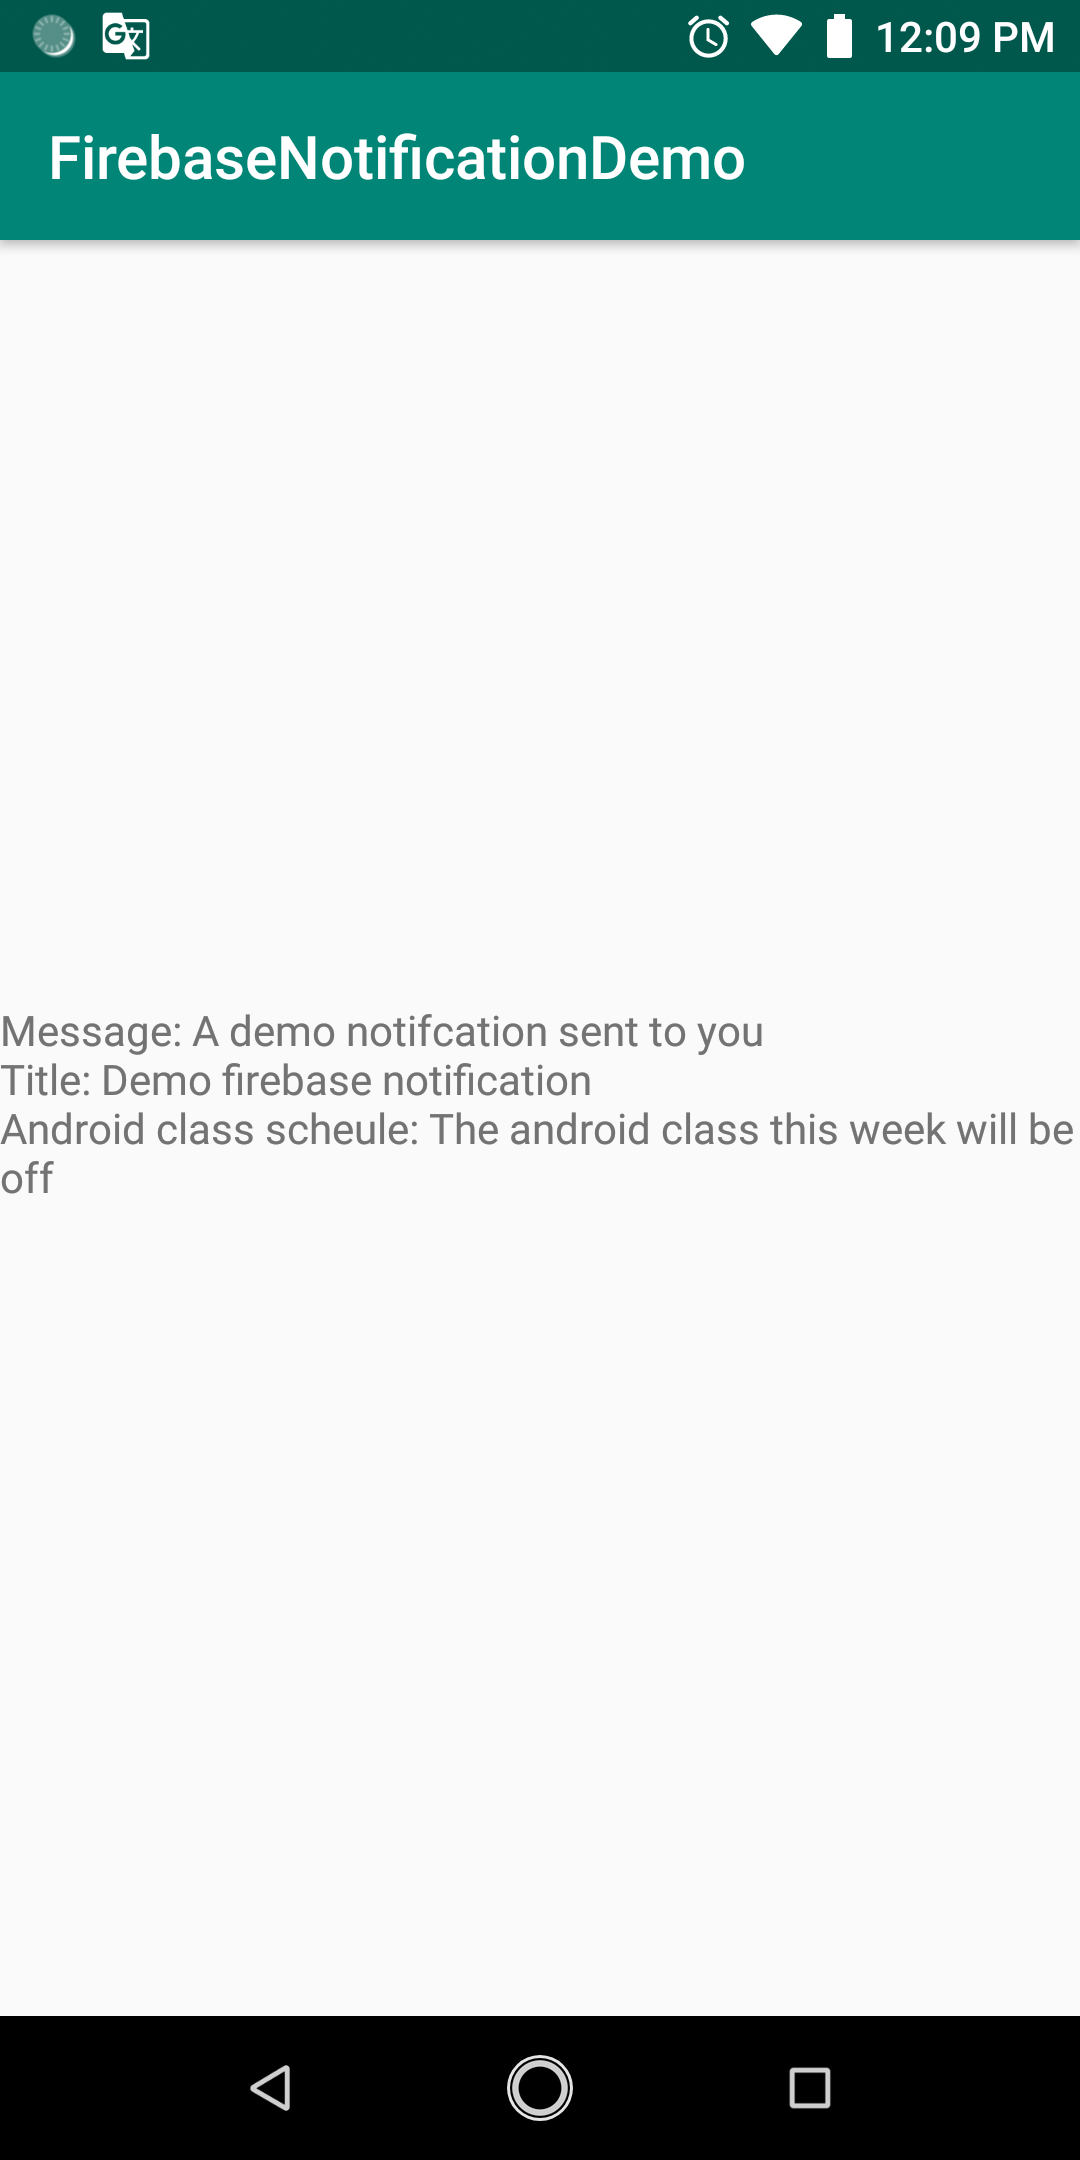 12:09 PM
FirebaseNotificationDemo
Message: A demo notifcation sent to you
Title: Demo firebase notification
Android class scheule: The android class this week will be
off